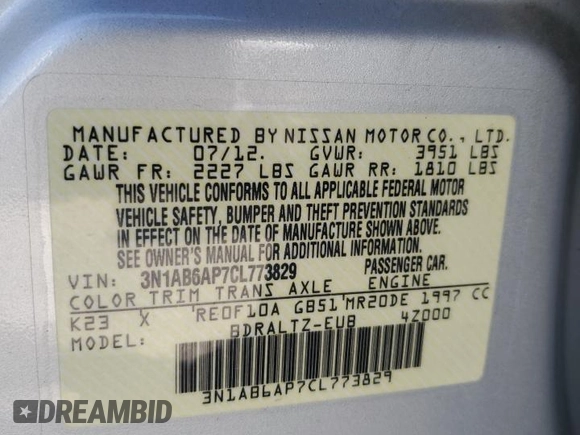 MANUFACTURED BY NISSAN MOTOR CO., LTD.
DATE: 07/12. GVWR: 3951 LBS
GAWR FR: 2227 LBS GAWR RR: 1810 LBS
THIS VEHICLE CONFORMS TO ALL APPLICABLE FEDERAL MOTOR
VEHICLE SAFETY, BUMPER AND THEFT PREVENTION STANDARDS
IN EFFECT ON THE DATE OF MANUFACTURE SHOWN ABOVE.
SEE OWNER'S MANUAL FOR ADDITIONAL INFORMATION.
VIN: 3N1AB6AP7CL773829 PASSENGER CAR.
COLOR TRIM TRANS AXLE ENGINE
K23 X RE0F10A GB51 MR20DE 1997 CC
MODEL: BDRALTZ-EUB 4Z000
3N1AB6AP7CL773829
DREAMBID